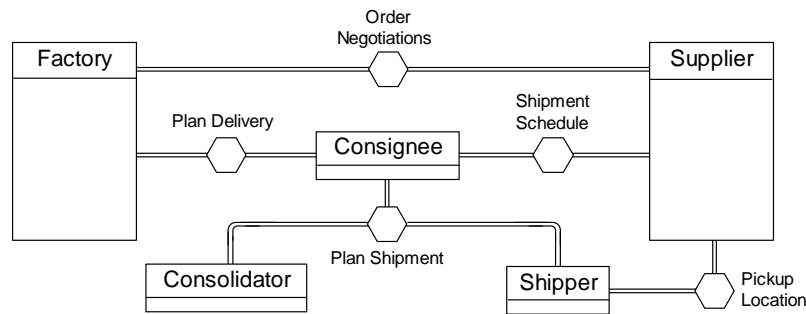 Order
Negotiations
Factory
Supplier
Plan Delivery
Shipment
Schedule
Consignee
Plan Shipment
Consolidator
Shipper
Pickup
Location